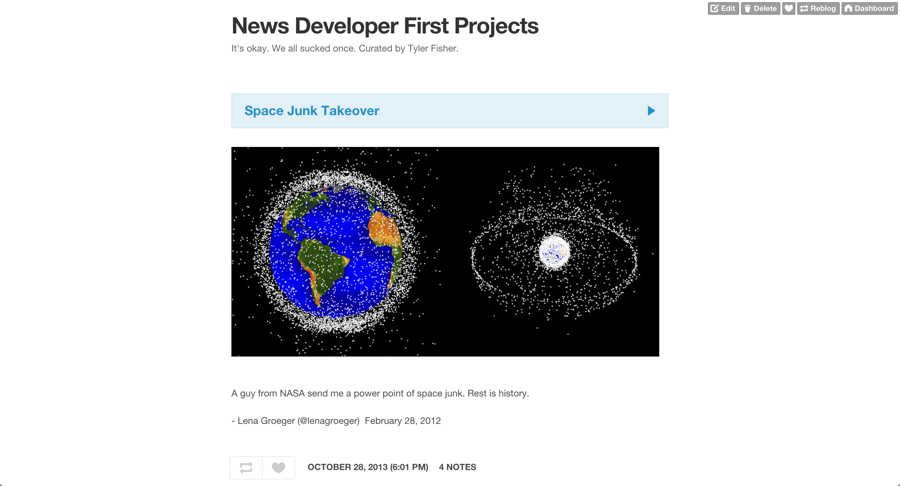 Edit Delete Reblog Dashboard
News Developer First Projects
It's okay. We all sucked once. Curated by Tyler Fisher.
Space Junk Takeover
A guy from NASA send me a power point of space junk. Rest is history.
- Lena Groeger (@lenagroeger)  February 28, 2012
OCTOBER 28, 2013 (6:01 PM) 4 NOTES